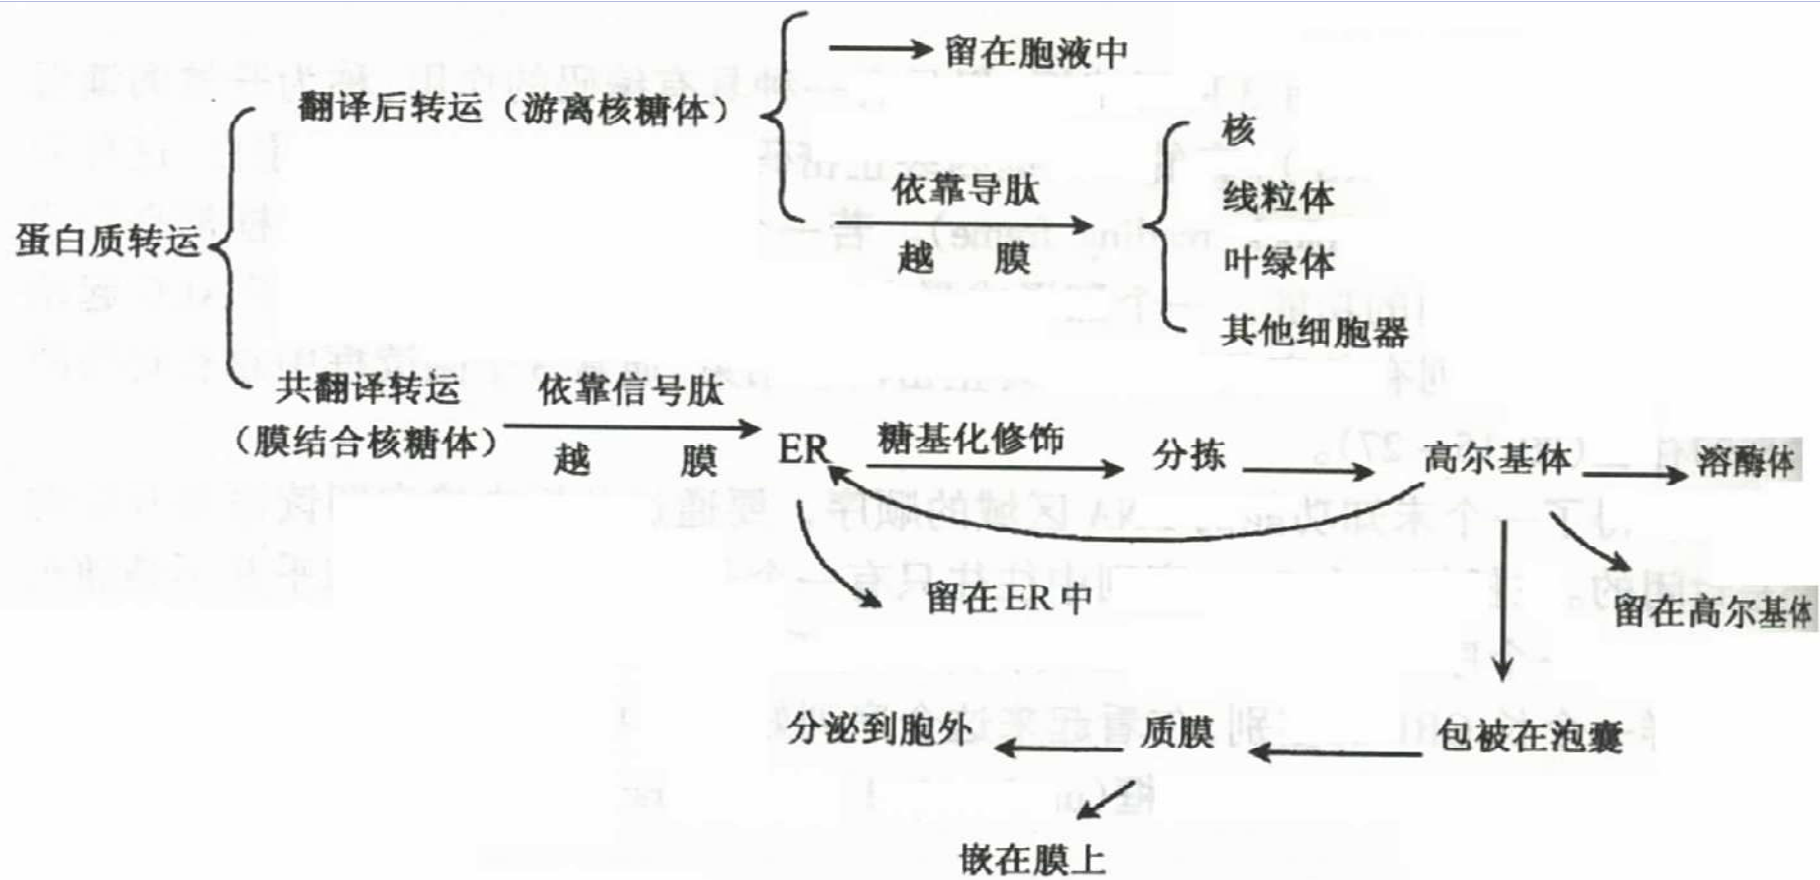 留在胞液中
翻译后转运（游离核糖体）
核
依靠导肽
线粒体
蛋白质转运
越 膜
叶绿体
其他细胞器
共翻译转运
依靠信号肽
（膜结合核糖体）
越 膜
ER
糖基化修饰
分拣
高尔基体
溶酶体
留在ER中
留在高尔基体
分泌到胞外
质膜
包被在泡囊
嵌在膜上